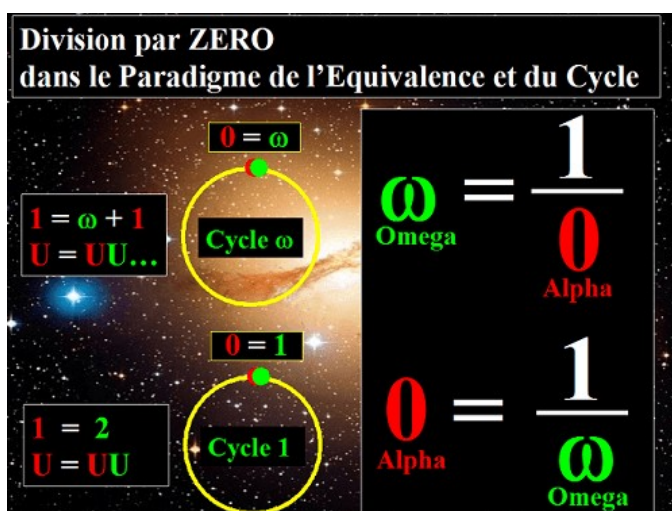 Division par ZERO
dans le Paradigme de l'Equivalence et du Cycle
0 = ω
1 = ω + 1
U = UU...
Cycle ω
0 = 1
1 = 2
U = UU
Cycle 1
ω = 1/0
Omega
Alpha
0 = 1/ω
Alpha
Omega